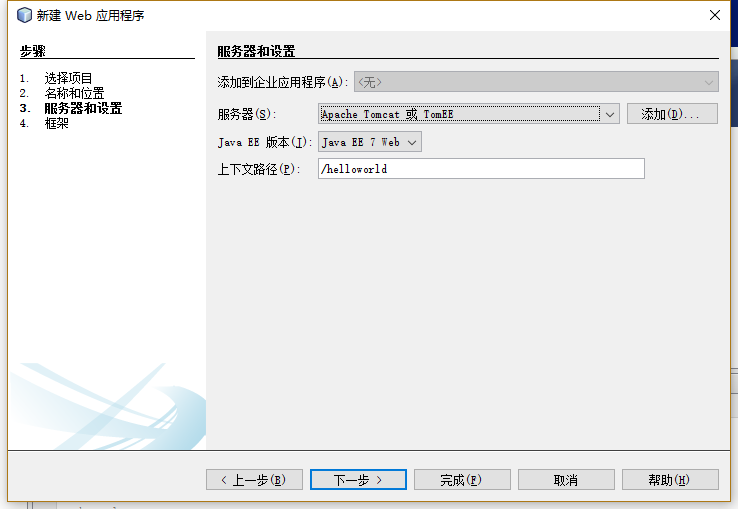 新建 Web 应用程序
步骤
1. 选择项目
2. 名称和位置
3. 服务器和设置
4. 框架
服务器和设置
添加到企业应用程序(A): <无>
服务器(S): Apache Tomcat 或 TomEE 添加(D)...
Java EE 版本(J): Java EE 7 Web
上下文路径(P): /helloworld
< 上一步(B) 下一步 > 完成(F) 取消 帮助(H)